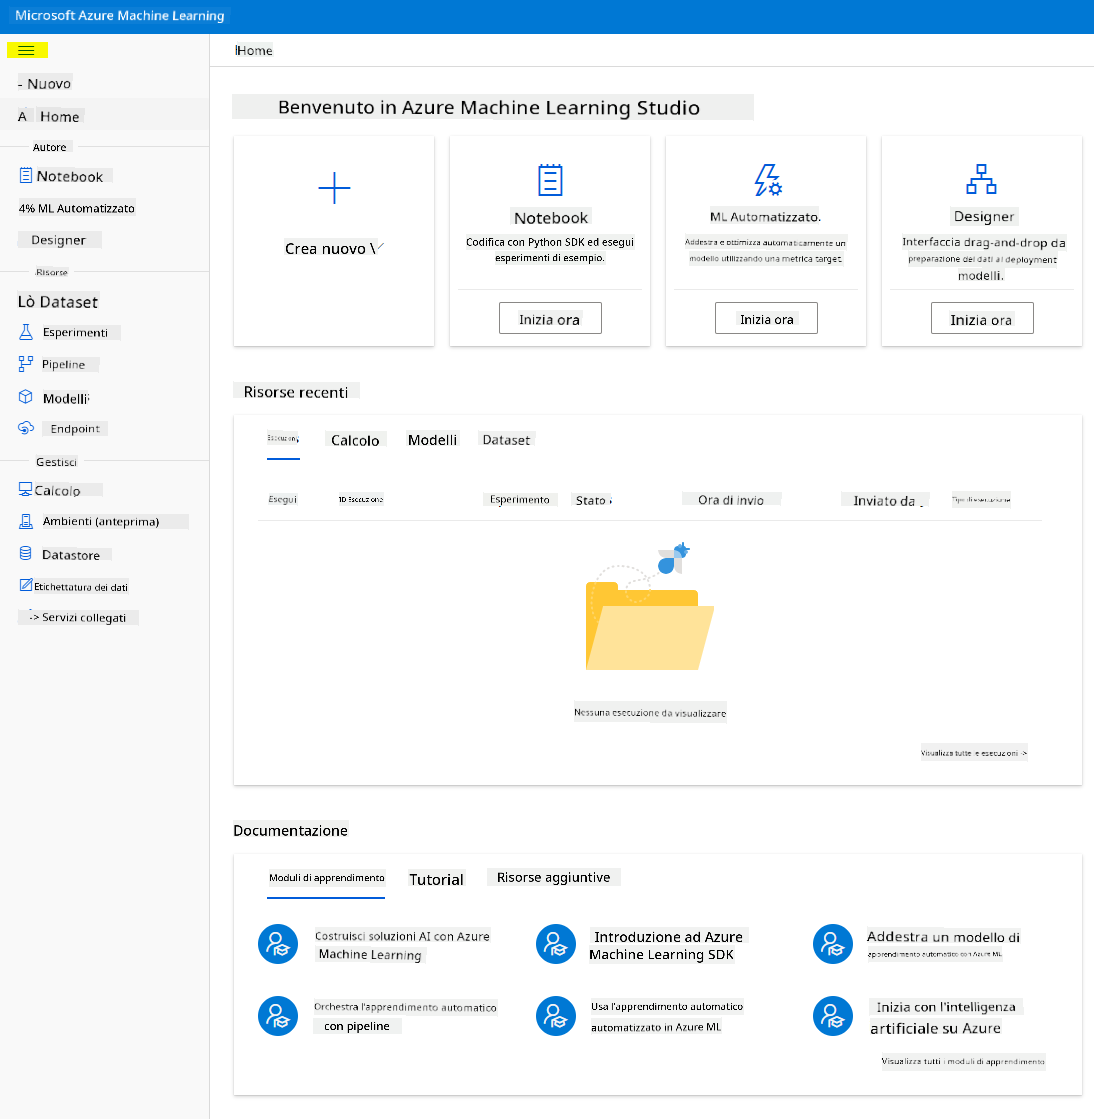 Microsoft Azure Machine Learning
Home
- Nuovo
A Home
Autore
Notebook
4% ML Automatizzato
Designer
Risorse
Lò Dataset
Esperimenti
Pipeline
Modelli
Endpoint
Gestisci
Calcolo
Ambienti (anteprima)
Datastore
Etichettatura dei dati
-> Servizi collegati
Benvenuto in Azure Machine Learning Studio
Crea nuovo \
Notebook
Codifica con Python SDK ed esegui
esperimenti di esempio.
Inizia ora
ML Automatizzato.
Addestra e ottimizza automaticamente un
modello utilizzando una metrica target.
Inizia ora
Designer
Interfaccia drag-and-drop da
preparazione dei dati al deployment
modelli.
Inizia ora
Risorse recenti
Esecuzioni Calcolo Modelli Dataset
Esegui ID Esecuzione Esperimento Stato Ora di invio Inviato da Tipo di esecuzione
Nessuna esecuzione da visualizzare
Visualizza tutte le esecuzioni ->
Documentazione
Moduli di apprendimento Tutorial Risorse aggiuntive
Costruisci soluzioni AI con Azure
Machine Learning
Introduzione ad Azure
Machine Learning SDK
Addestra un modello di
apprendimento automatico con Azure ML
Orchestra l'apprendimento automatico
con pipeline
Usa l'apprendimento automatico
automatizzato in Azure ML
Inizia con l'intelligenza
artificiale su Azure
Visualizza tutti i moduli di apprendimento